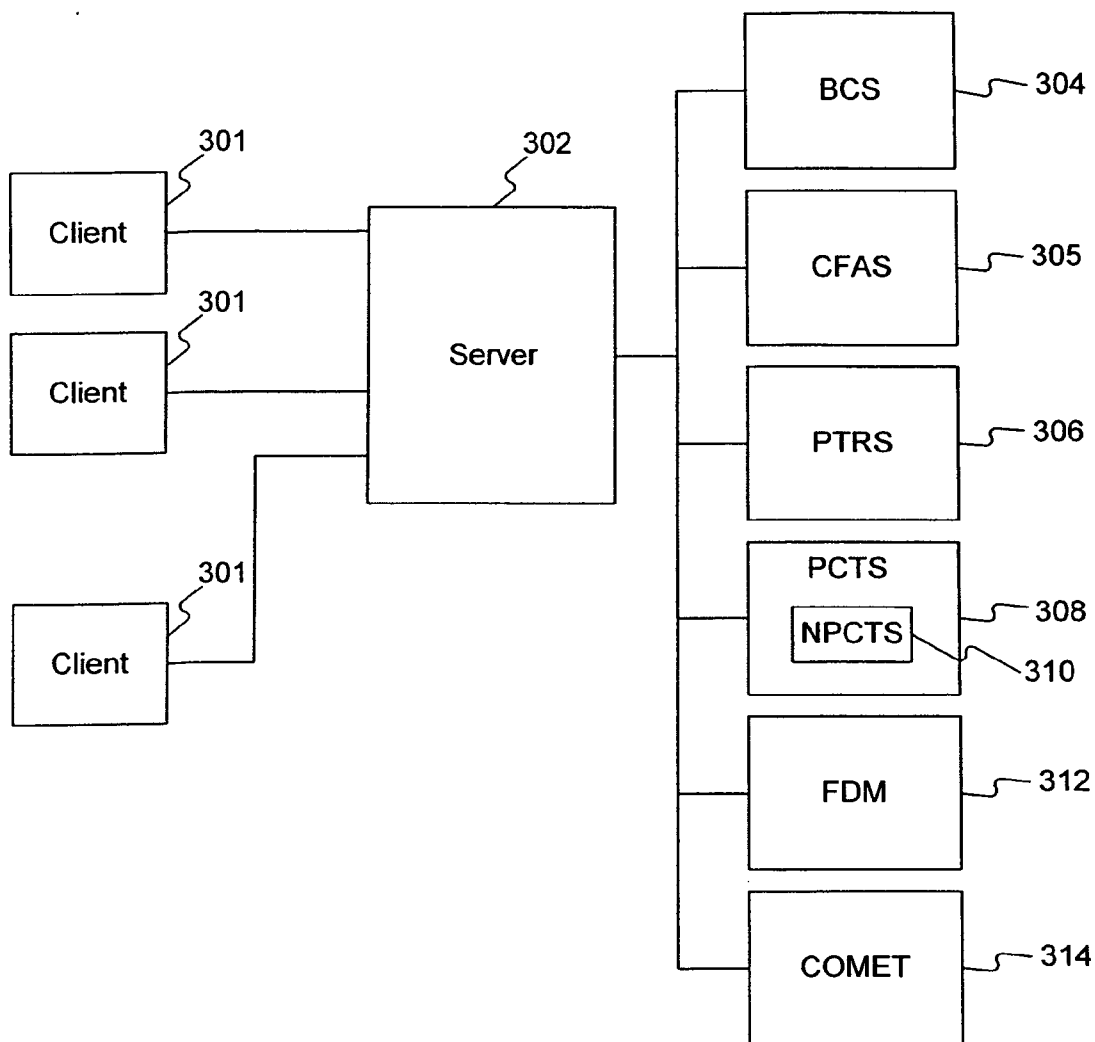 301
Client
301
Client
301
Client
302
Server
BCS
304
CFAS
305
PTRS
306
PCTS
308
NPCTS
310
FDM
312
COMET
314